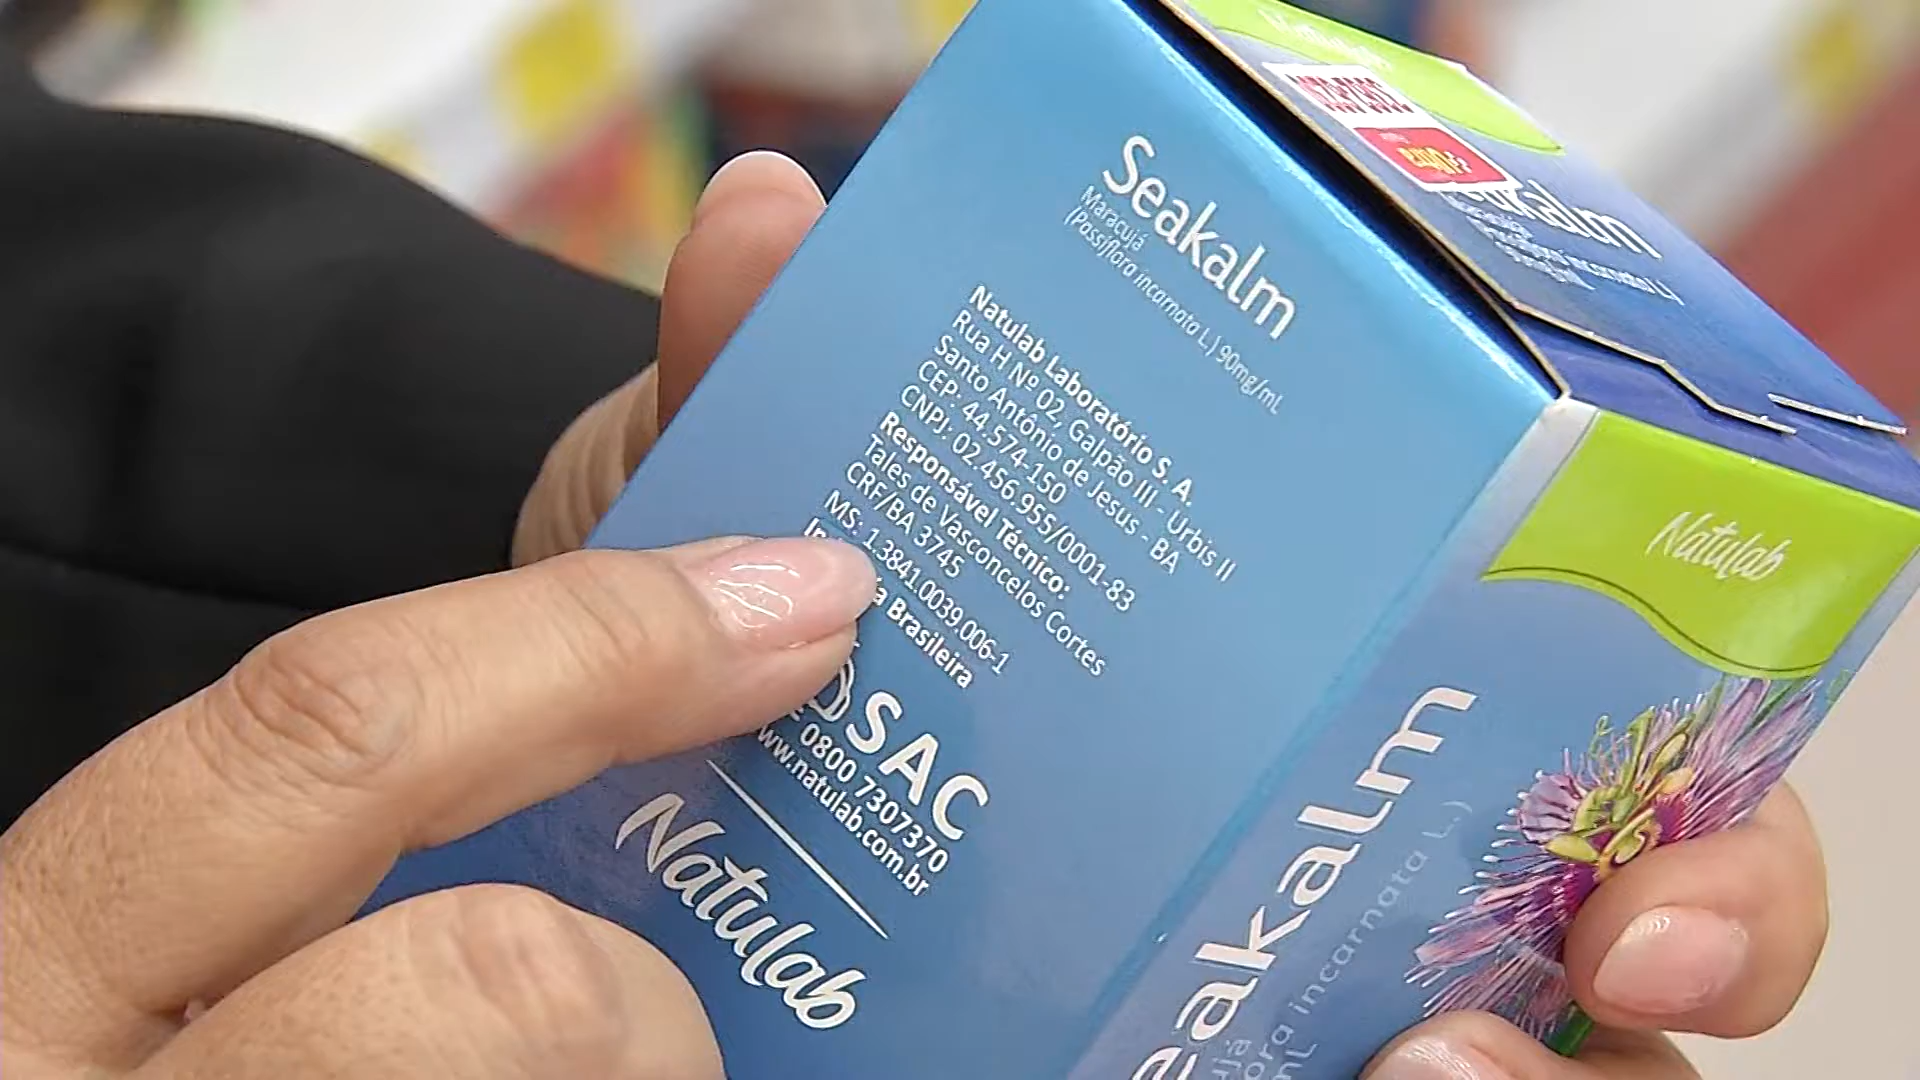 Seakalm
Maracujá
(Passiflora incarnata L.) 90mg/mL
Natulab Laboratório S. A.
Rua H Nº 02, Galpão III - Urbis II
Santo Antônio de Jesus - BA
CEP: 44.574-150
CNPJ: 02.456.955/0001-83
Responsável Técnico:
Tales de Vasconcelos Cortes
CRF/BA 3745
MS: 1.3841.0039.006-1
Brasileira
SAC
0800 7307370
www.natulab.com.br
Natulab
Natulab
eakalm
incarnata L.)